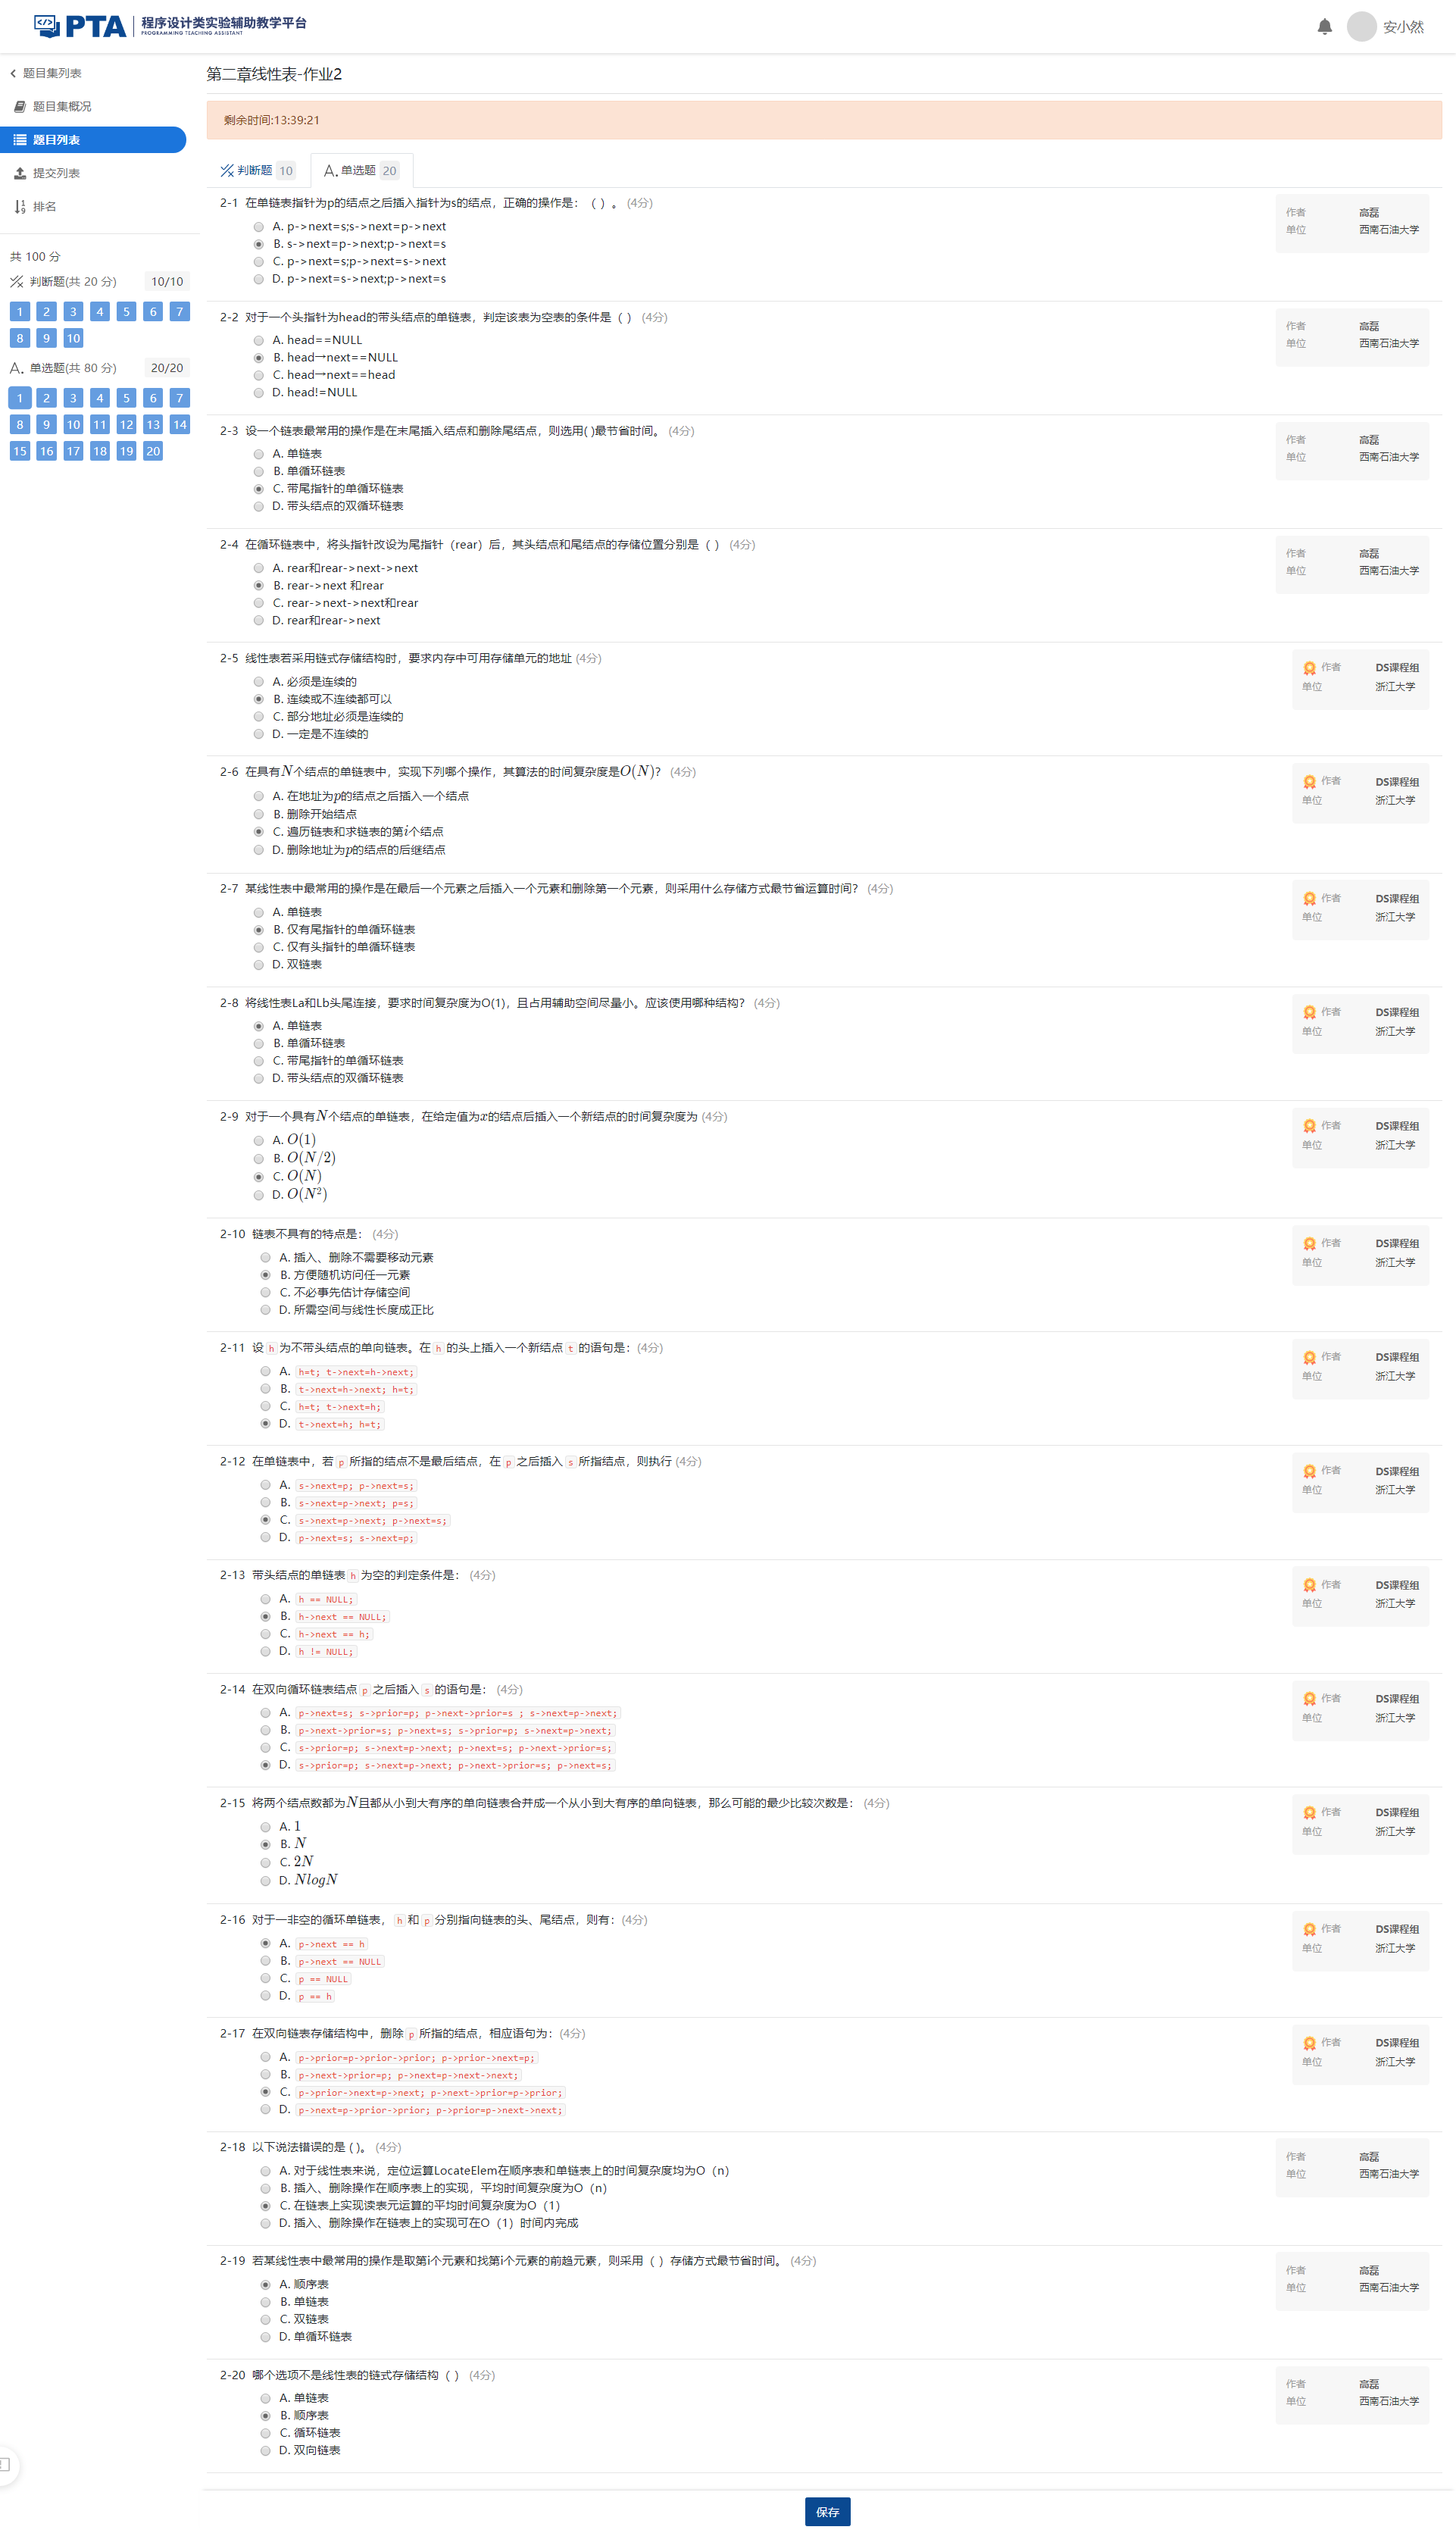 PTA 程序设计类实验辅助教学平台
PROGRAMMING TEACHING ASSISTANT
安小然
题目集列表
题目集概况
题目列表
提交列表
排名
共 100 分
判断题(共 20 分) 10/10
1 2 3 4 5 6 7
8 9 10
单选题(共 80 分) 20/20
1 2 3 4 5 6 7
8 9 10 11 12 13 14
15 16 17 18 19 20
第二章线性表-作业2
剩余时间:13:39:21
判断题 10 单选题 20
2-1 在单链表指针为p的结点之后插入指针为s的结点，正确的操作是：（ ）。 (4分)
A. p->next=s;s->next=p->next
B. s->next=p->next;p->next=s
C. p->next=s;p->next=s->next
D. p->next=s->next;p->next=s
作者 高磊
单位 西南石油大学
2-2 对于一个头指针为head的带头结点的单链表，判定该表为空表的条件是（ ） (4分)
A. head==NULL
B. head→next==NULL
C. head→next==head
D. head!=NULL
作者 高磊
单位 西南石油大学
2-3 设一个链表最常用的操作是在末尾插入结点和删除尾结点，则选用( )最节省时间。 (4分)
A. 单链表
B. 单循环链表
C. 带尾指针的单循环链表
D. 带头结点的双循环链表
作者 高磊
单位 西南石油大学
2-4 在循环链表中，将头指针改设为尾指针（rear）后，其头结点和尾结点的存储位置分别是（ ） (4分)
A. rear和rear->next->next
B. rear->next 和rear
C. rear->next->next和rear
D. rear和rear->next
作者 高磊
单位 西南石油大学
2-5 线性表若采用链式存储结构时，要求内存中可用存储单元的地址 (4分)
A. 必须是连续的
B. 连续或不连续都可以
C. 部分地址必须是连续的
D. 一定是不连续的
作者 DS课程组
单位 浙江大学
2-6 在具有N个结点的单链表中，实现下列哪个操作，其算法的时间复杂度是O(N)？ (4分)
A. 在地址为p的结点之后插入一个结点
B. 删除开始结点
C. 遍历链表和求链表的第i个结点
D. 删除地址为p的结点的后继结点
作者 DS课程组
单位 浙江大学
2-7 某线性表中最常用的操作是在最后一个元素之后插入一个元素和删除第一个元素，则采用什么存储方式最节省运算时间？ (4分)
A. 单链表
B. 仅有尾指针的单循环链表
C. 仅有头指针的单循环链表
D. 双链表
作者 DS课程组
单位 浙江大学
2-8 将线性表La和Lb头尾连接，要求时间复杂度为O(1)，且占用辅助空间尽量小。应该使用哪种结构？ (4分)
A. 单链表
B. 单循环链表
C. 带尾指针的单循环链表
D. 带头结点的双循环链表
作者 DS课程组
单位 浙江大学
2-9 对于一个具有N个结点的单链表，在给定值为x的结点后插入一个新结点的时间复杂度为 (4分)
A. O(1)
B. O(N/2)
C. O(N)
D. O(N²)
作者 DS课程组
单位 浙江大学
2-10 链表不具有的特点是： (4分)
A. 插入、删除不需要移动元素
B. 方便随机访问任一元素
C. 不必事先估计存储空间
D. 所需空间与线性长度成正比
作者 DS课程组
单位 浙江大学
2-11 设 h 为不带头结点的单向链表。在 h 的头上插入一个新结点 t 的语句是： (4分)
A. h=t; t->next=h->next;
B. t->next=h->next; h=t;
C. h=t; t->next=h;
D. t->next=h; h=t;
作者 DS课程组
单位 浙江大学
2-12 在单链表中，若 p 所指的结点不是最后结点，在 p 之后插入 s 所指结点，则执行 (4分)
A. s->next=p; p->next=s;
B. s->next=p->next; p=s;
C. s->next=p->next; p->next=s;
D. p->next=s; s->next=p;
作者 DS课程组
单位 浙江大学
2-13 带头结点的单链表 h 为空的判定条件是： (4分)
A. h == NULL;
B. h->next == NULL;
C. h->next == h;
D. h != NULL;
作者 DS课程组
单位 浙江大学
2-14 在双向循环链表结点 p 之后插入 s 的语句是： (4分)
A. p->next=s; s->prior=p; p->next->prior=s ; s->next=p->next;
B. p->next->prior=s; p->next=s; s->prior=p; s->next=p->next;
C. s->prior=p; s->next=p->next; p->next=s; p->next->prior=s;
D. s->prior=p; s->next=p->next; p->next->prior=s; p->next=s;
作者 DS课程组
单位 浙江大学
2-15 将两个结点数都为N且都从小到大有序的单向链表合并成一个从小到大有序的单向链表，那么可能的最少比较次数是： (4分)
A. 1
B. N
C. 2N
D. NlogN
作者 DS课程组
单位 浙江大学
2-16 对于一非空的循环单链表， h 和 p 分别指向链表的头、尾结点，则有： (4分)
A. p->next == h
B. p->next == NULL
C. p == NULL
D. p == h
作者 DS课程组
单位 浙江大学
2-17 在双向链表存储结构中，删除 p 所指的结点，相应语句为： (4分)
A. p->prior=p->prior->prior; p->prior->next=p;
B. p->next->prior=p; p->next=p->next->next;
C. p->prior->next=p->next; p->next->prior=p->prior;
D. p->next=p->prior->prior; p->prior=p->next->next;
作者 DS课程组
单位 浙江大学
2-18 以下说法错误的是 ( )。 (4分)
A. 对于线性表来说，定位运算LocateElem在顺序表和单链表上的时间复杂度均为O（n）
B. 插入、删除操作在顺序表上的实现，平均时间复杂度为O（n）
C. 在链表上实现读表元运算的平均时间复杂度为O（1）
D. 插入、删除操作在链表上的实现可在O（1）时间内完成
作者 高磊
单位 西南石油大学
2-19 若某线性表中最常用的操作是取第i个元素和找第i个元素的前趋元素，则采用（ ）存储方式最节省时间。 (4分)
A. 顺序表
B. 单链表
C. 双链表
D. 单循环链表
作者 高磊
单位 西南石油大学
2-20 哪个选项不是线性表的链式存储结构（ ） (4分)
A. 单链表
B. 顺序表
C. 循环链表
D. 双向链表
作者 高磊
单位 西南石油大学
保存